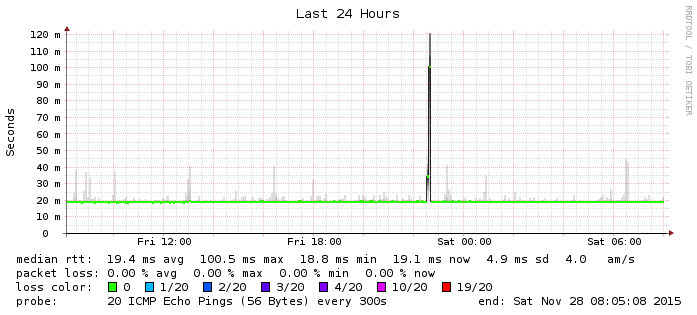 Last 24 Hours
RRDTOOL / TOBI OETIKER
Seconds
120 m
110 m
100 m
90 m
80 m
70 m
60 m
50 m
40 m
30 m
20 m
10 m
0
Fri 12:00 Fri 18:00 Sat 00:00 Sat 06:00
median rtt: 19.4 ms avg 100.5 ms max 18.8 ms min 19.1 ms now 4.9 ms sd 4.0 am/s
packet loss: 0.00 % avg 0.00 % max 0.00 % min 0.00 % now
loss color: 0 1/20 2/20 3/20 4/20 10/20 19/20
probe: 20 ICMP Echo Pings (56 Bytes) every 300s end: Sat Nov 28 08:05:08 2015